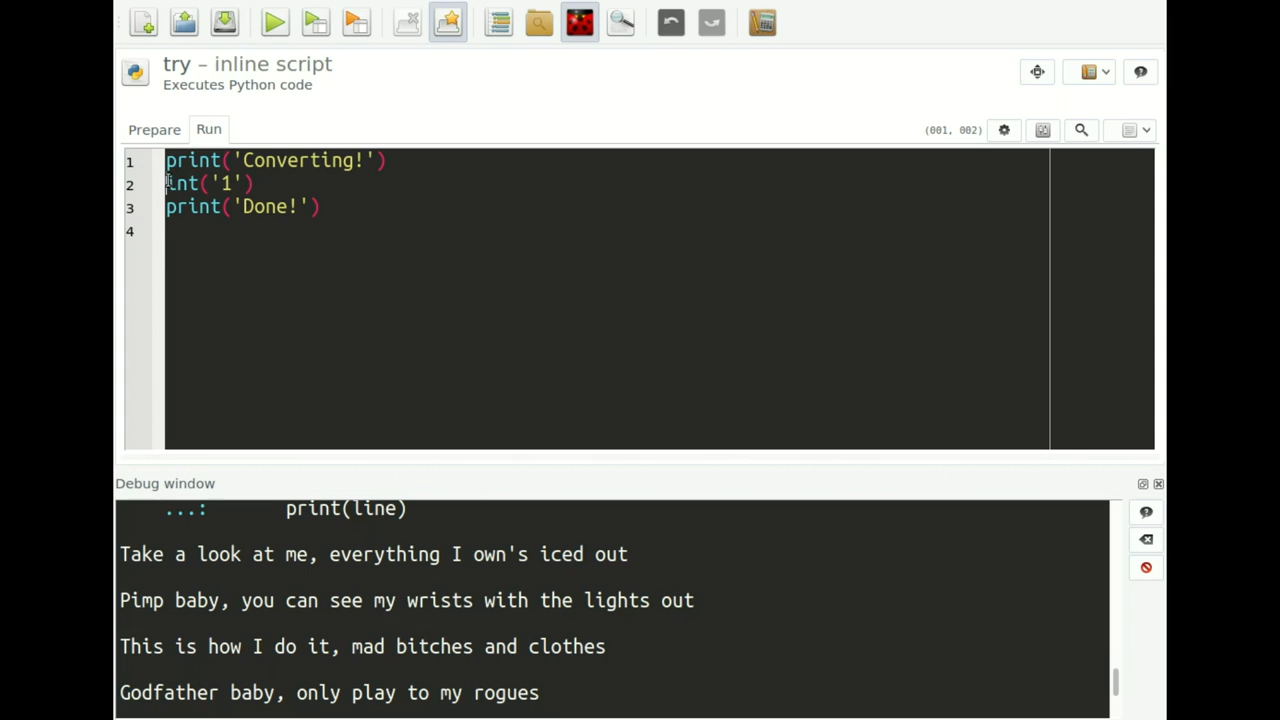 try – inline script
Executes Python code
Prepare Run (001, 002)
1 print('Converting!')
2 int('1')
3 print('Done!')
4
Debug window
...: print(line)
Take a look at me, everything I own's iced out
Pimp baby, you can see my wrists with the lights out
This is how I do it, mad bitches and clothes
Godfather baby, only play to my rogues